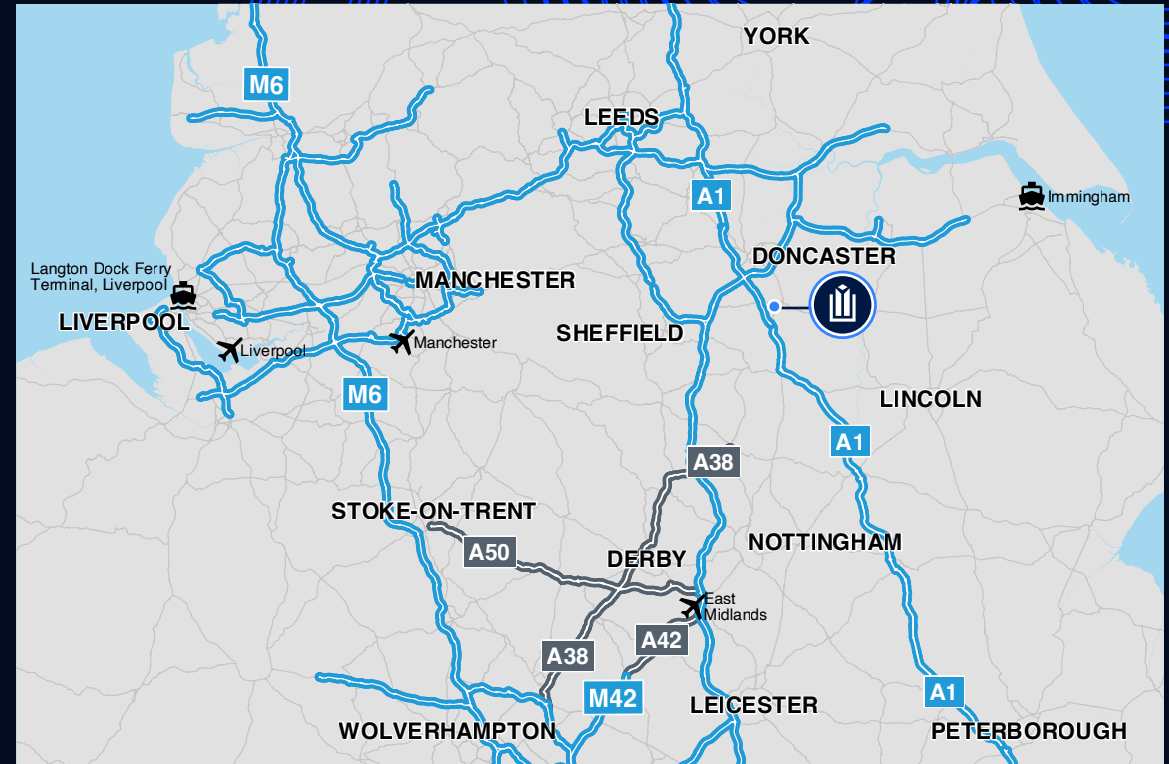 YORK
M6
LEEDS
A1
Immingham
DONCASTER
Langton Dock Ferry
Terminal, Liverpool
MANCHESTER
LIVERPOOL
SHEFFIELD
Liverpool
Manchester
M6
LINCOLN
A1
A38
STOKE-ON-TRENT
A50
DERBY
NOTTINGHAM
East
Midlands
A42
A38
M42
A1
LEICESTER
WOLVERHAMPTON
PETERBOROUGH